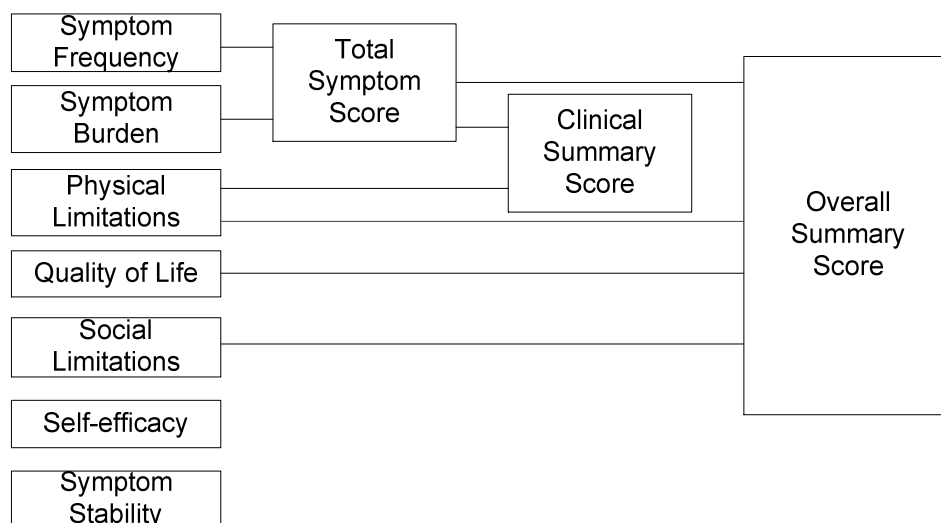 Symptom
Frequency
Symptom
Burden
Physical
Limitations
Quality of Life
Social
Limitations
Self-efficacy
Symptom
Stability
Total
Symptom
Score
Clinical
Summary
Score
Overall
Summary
Score